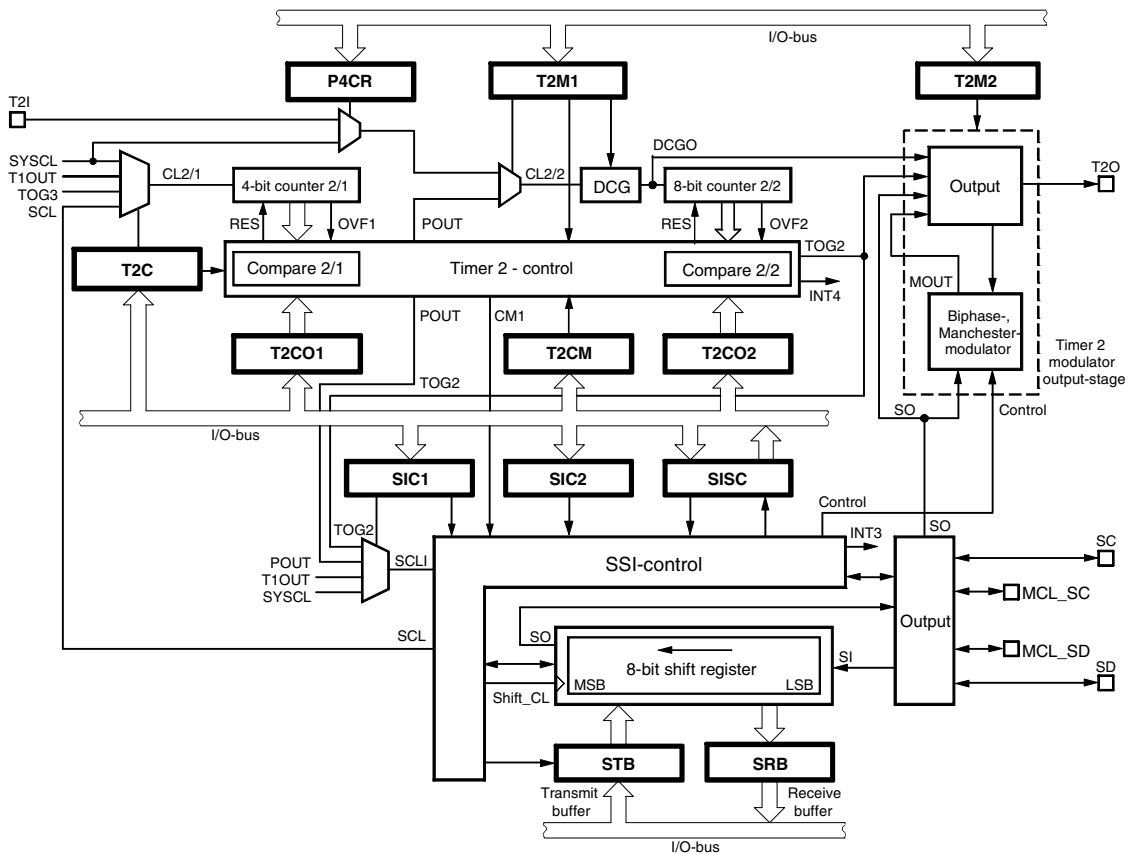 I/O-bus
P4CR
T2M1
T2M2
T2I
SYSCL
T1OUT
TOG3
SCL
CL2/1
4-bit counter 2/1
RES
OVF1
POUT
CL2/2
DCG
DCGO
8-bit counter 2/2
RES
OVF2
TOG2
Output
T2O
T2C
Compare 2/1
Timer 2 - control
Compare 2/2
INT4
MOUT
Biphase-,
Manchester-
modulator
Timer 2
modulator
output-stage
POUT
CM1
T2CO1
T2CM
T2CO2
TOG2
SO
Control
I/O-bus
SIC1
SIC2
SISC
Control
TOG2
POUT
T1OUT
SYSCL
SCLI
SSI-control
INT3
SO
SC
MCL_SC
Output
MCL_SD
SD
SCL
SO
8-bit shift register
MSB
LSB
SI
Shift_CL
STB
SRB
Transmit
buffer
Receive
buffer
I/O-bus